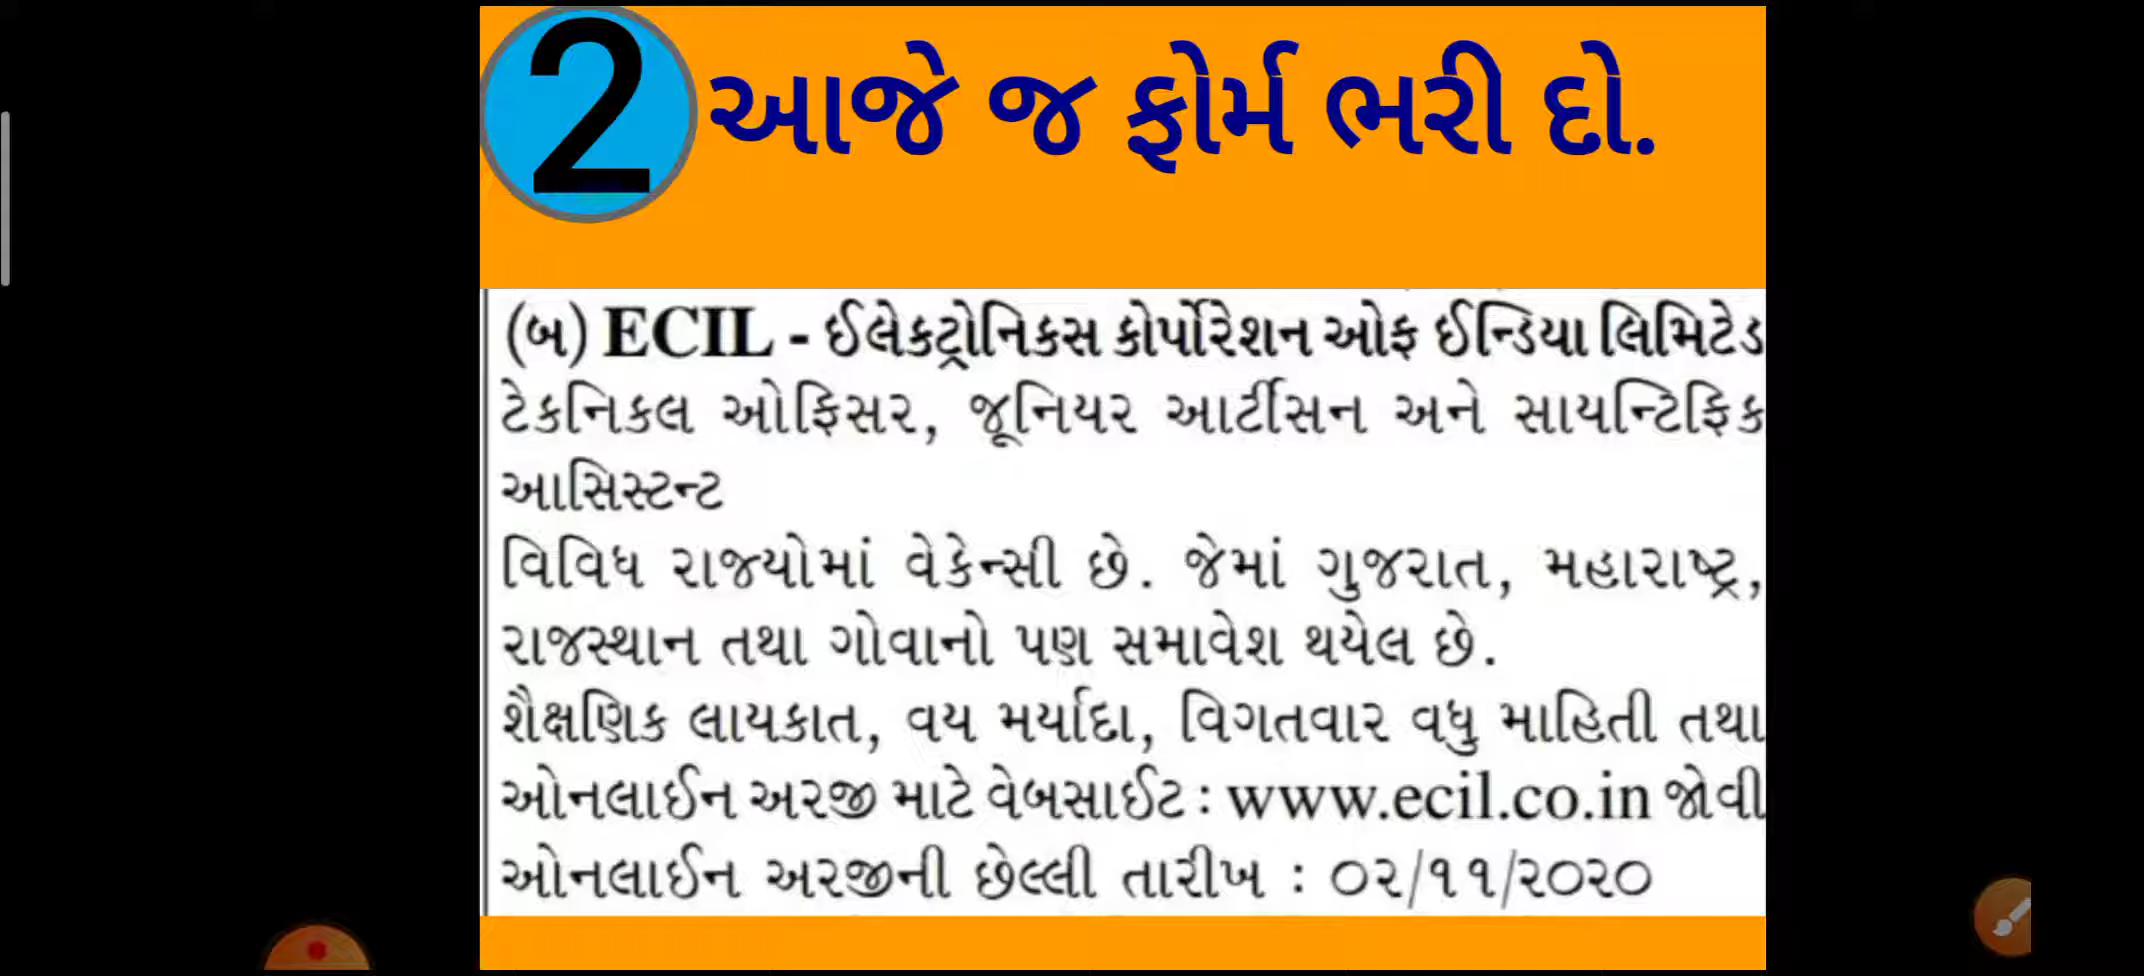 2 આજે જ ફોર્મ ભરી દો.
(બ) ECIL - ઈલેક્ટ્રોનિકસ કોર્પોરેશન ઓફ ઈન્ડિયા લિમિટેડ
ટેકનિકલ ઓફિસર, જૂનિયર આર્ટીસન અને સાયન્ટિફિક
આસિસ્ટન્ટ
વિવિધ રાજ્યોમાં વેકેન્સી છે. જેમાં ગુજરાત, મહારાષ્ટ્ર,
રાજસ્થાન તથા ગોવાનો પણ સમાવેશ થયેલ છે.
શૈક્ષણિક લાયકાત, વય મર્યાદા, વિગતવાર વધુ માહિતી તથા
ઓનલાઈન અરજી માટે વેબસાઈટ : www.ecil.co.in જોવી
ઓનલાઈન અરજીની છેલ્લી તારીખ : ૦૨/૧૧/૨૦૨૦